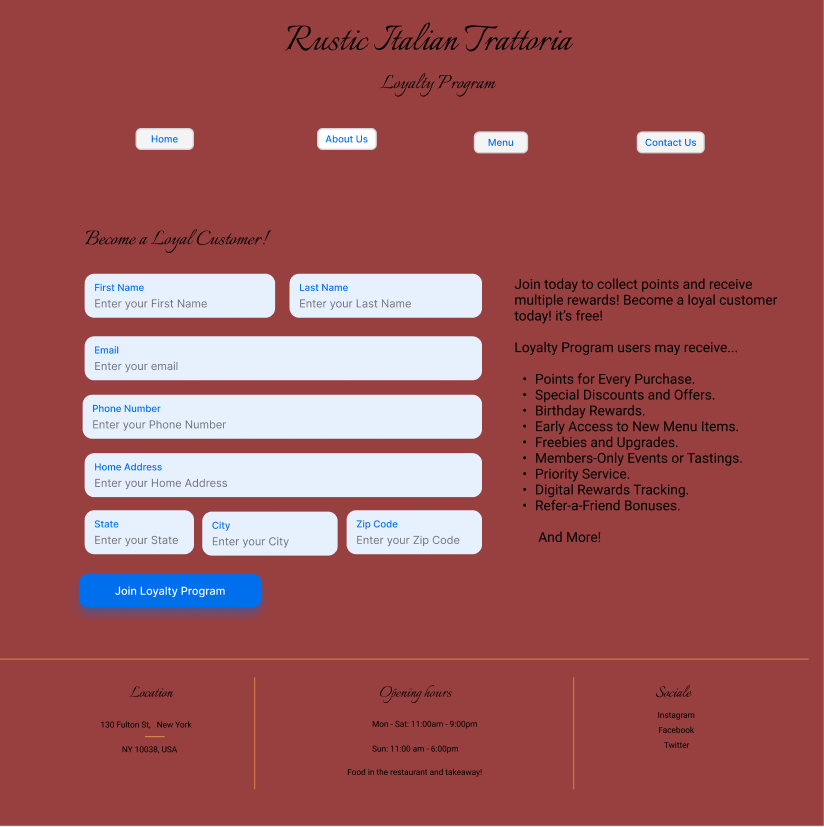 Rustic Italian Trattoria
Loyalty Program
Home
About Us
Menu
Contact Us
Become a Loyal Customer!
First Name
Enter your First Name
Last Name
Enter your Last Name
Email
Enter your email
Phone Number
Enter your Phone Number
Home Address
Enter your Home Address
State
Enter your State
City
Enter your City
Zip Code
Enter your Zip Code
Join Loyalty Program
Join today to collect points and receive
multiple rewards! Become a loyal customer
today! it's free!
Loyalty Program users may receive...
• Points for Every Purchase.
• Special Discounts and Offers.
• Birthday Rewards.
• Early Access to New Menu Items.
• Freebies and Upgrades.
• Members-Only Events or Tastings.
• Priority Service.
• Digital Rewards Tracking.
• Refer-a-Friend Bonuses.
And More!
Location
130 Fulton St, New York
NY 10038, USA
Opening hours
Mon - Sat: 11:00am - 9:00pm
Sun: 11:00 am - 6:00pm
Food in the restaurant and takeaway!
Sociale
Instagram
Facebook
Twitter